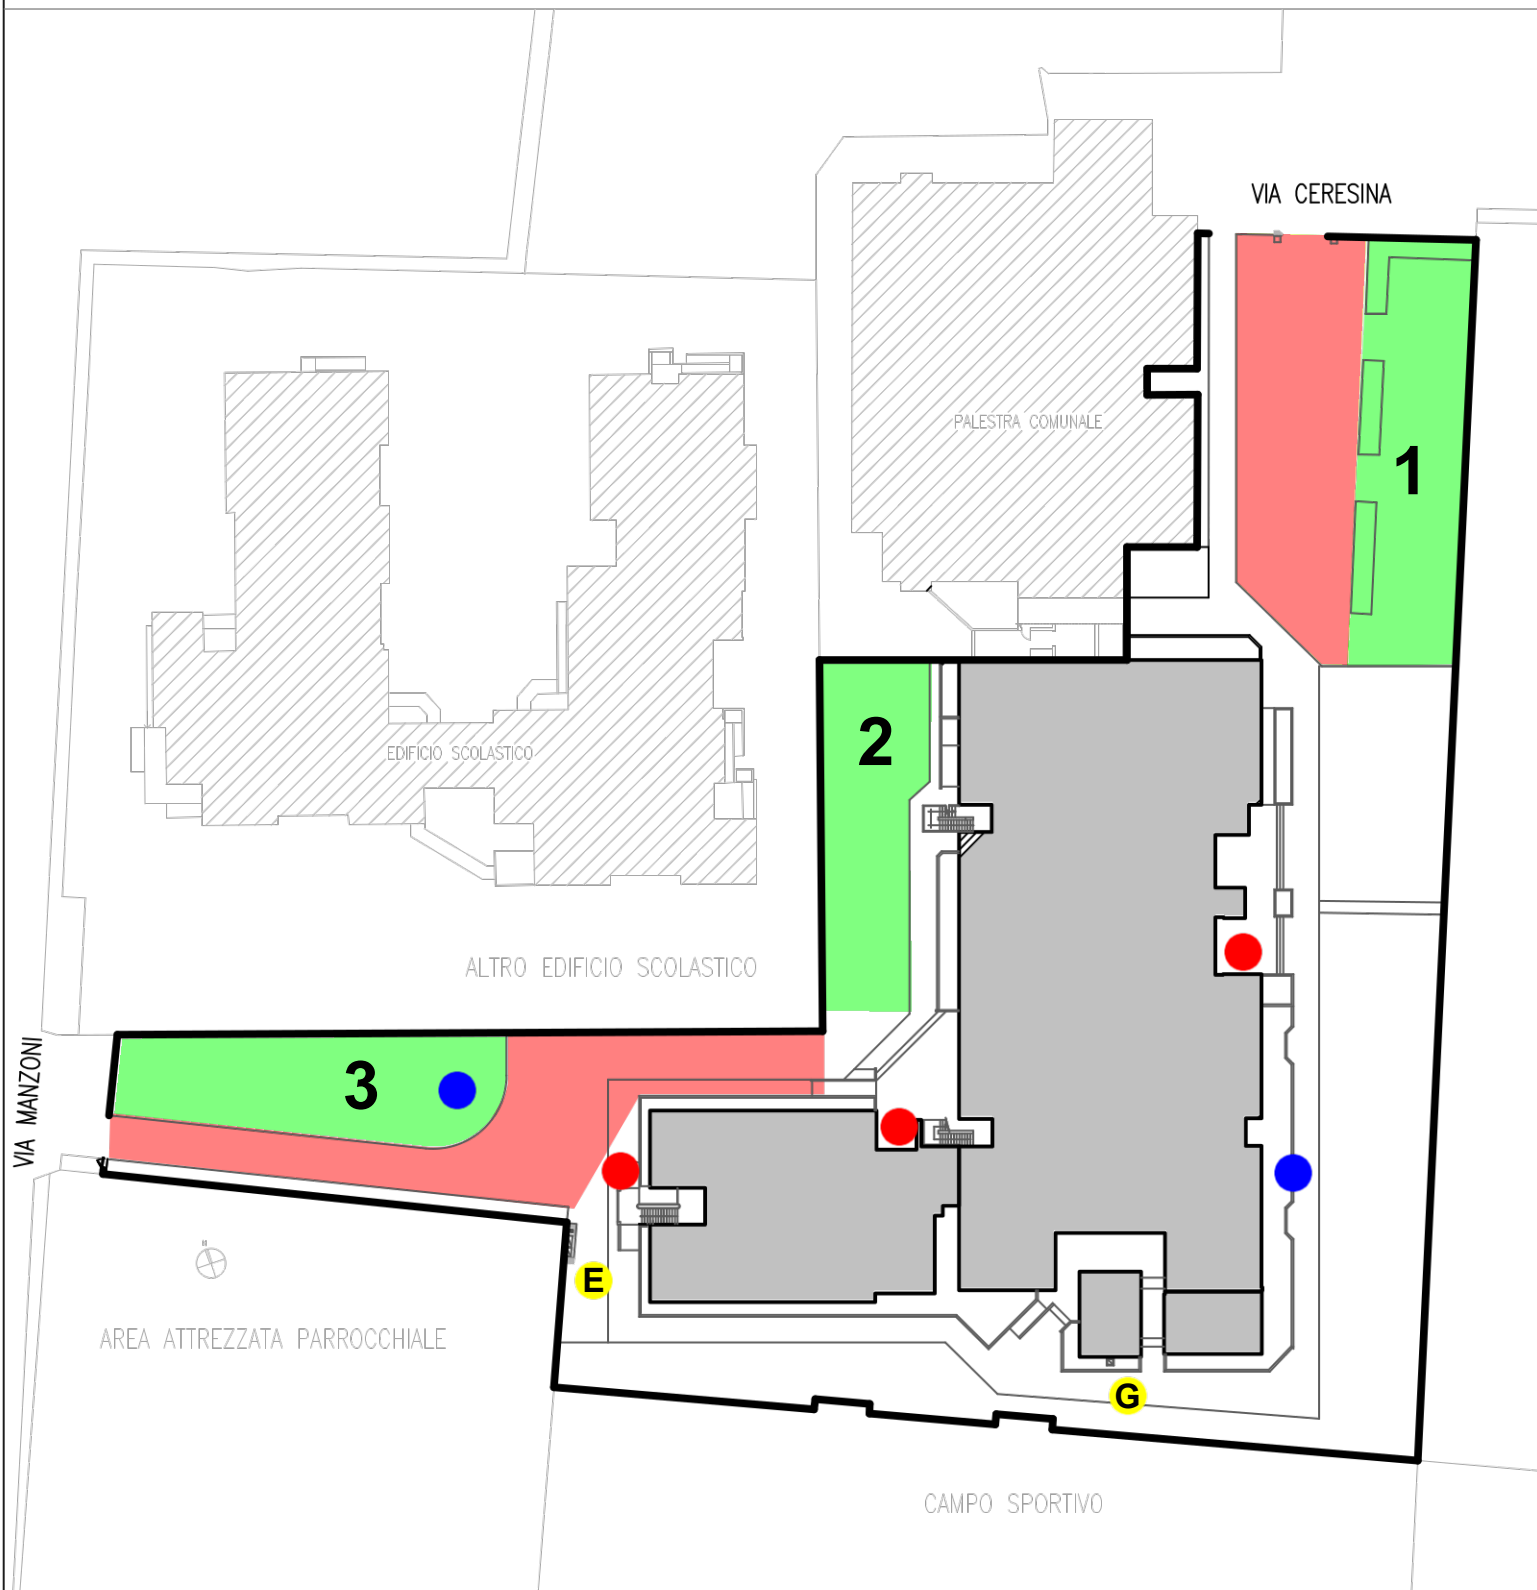 VIA CERESINA
PALESTRA COMUNALE
1
2
EDIFICIO SCOLASTICO
ALTRO EDIFICIO SCOLASTICO
VIA MANZONI
3
E
AREA ATTREZZATA PARROCCHIALE
G
CAMPO SPORTIVO